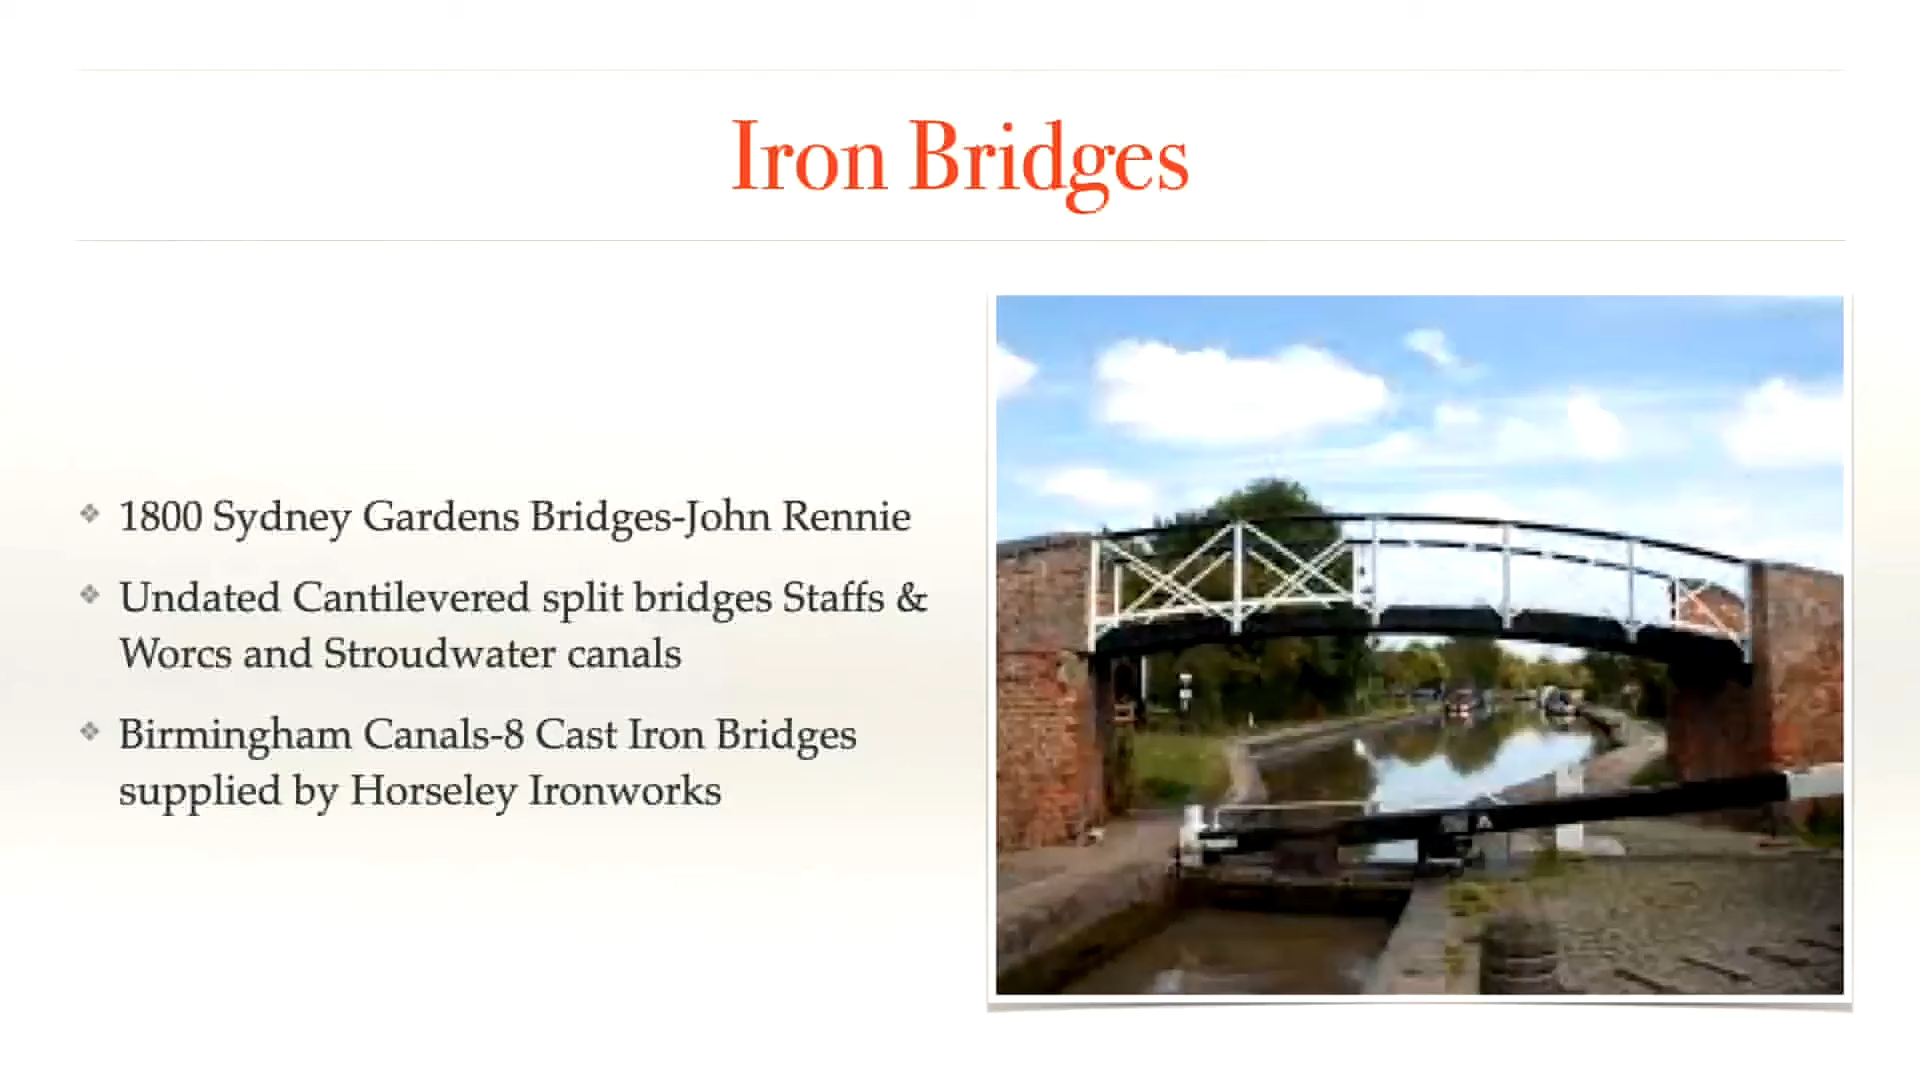 Iron Bridges
1800 Sydney Gardens Bridges-John Rennie
Undated Cantilevered split bridges Staffs &
Worcs and Stroudwater canals
Birmingham Canals-8 Cast Iron Bridges
supplied by Horseley Ironworks